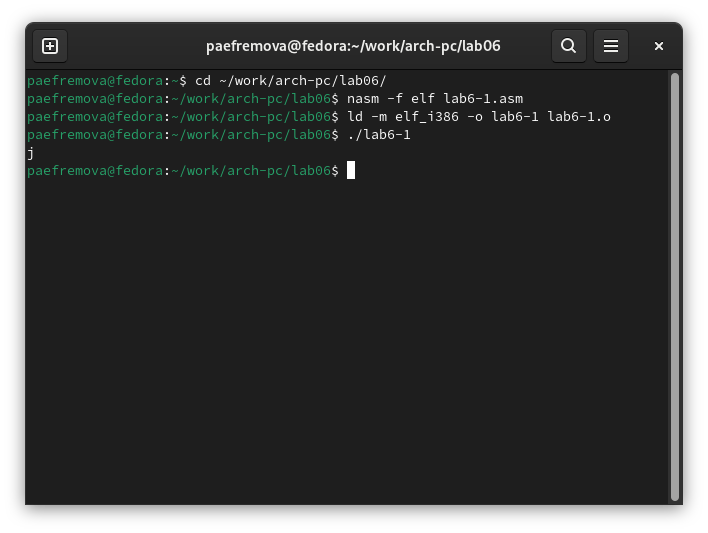 paefremova@fedora:~/work/arch-pc/lab06
paefremova@fedora:~$ cd ~/work/arch-pc/lab06/
paefremova@fedora:~/work/arch-pc/lab06$ nasm -f elf lab6-1.asm
paefremova@fedora:~/work/arch-pc/lab06$ ld -m elf_i386 -o lab6-1 lab6-1.o
paefremova@fedora:~/work/arch-pc/lab06$ ./lab6-1
j
paefremova@fedora:~/work/arch-pc/lab06$